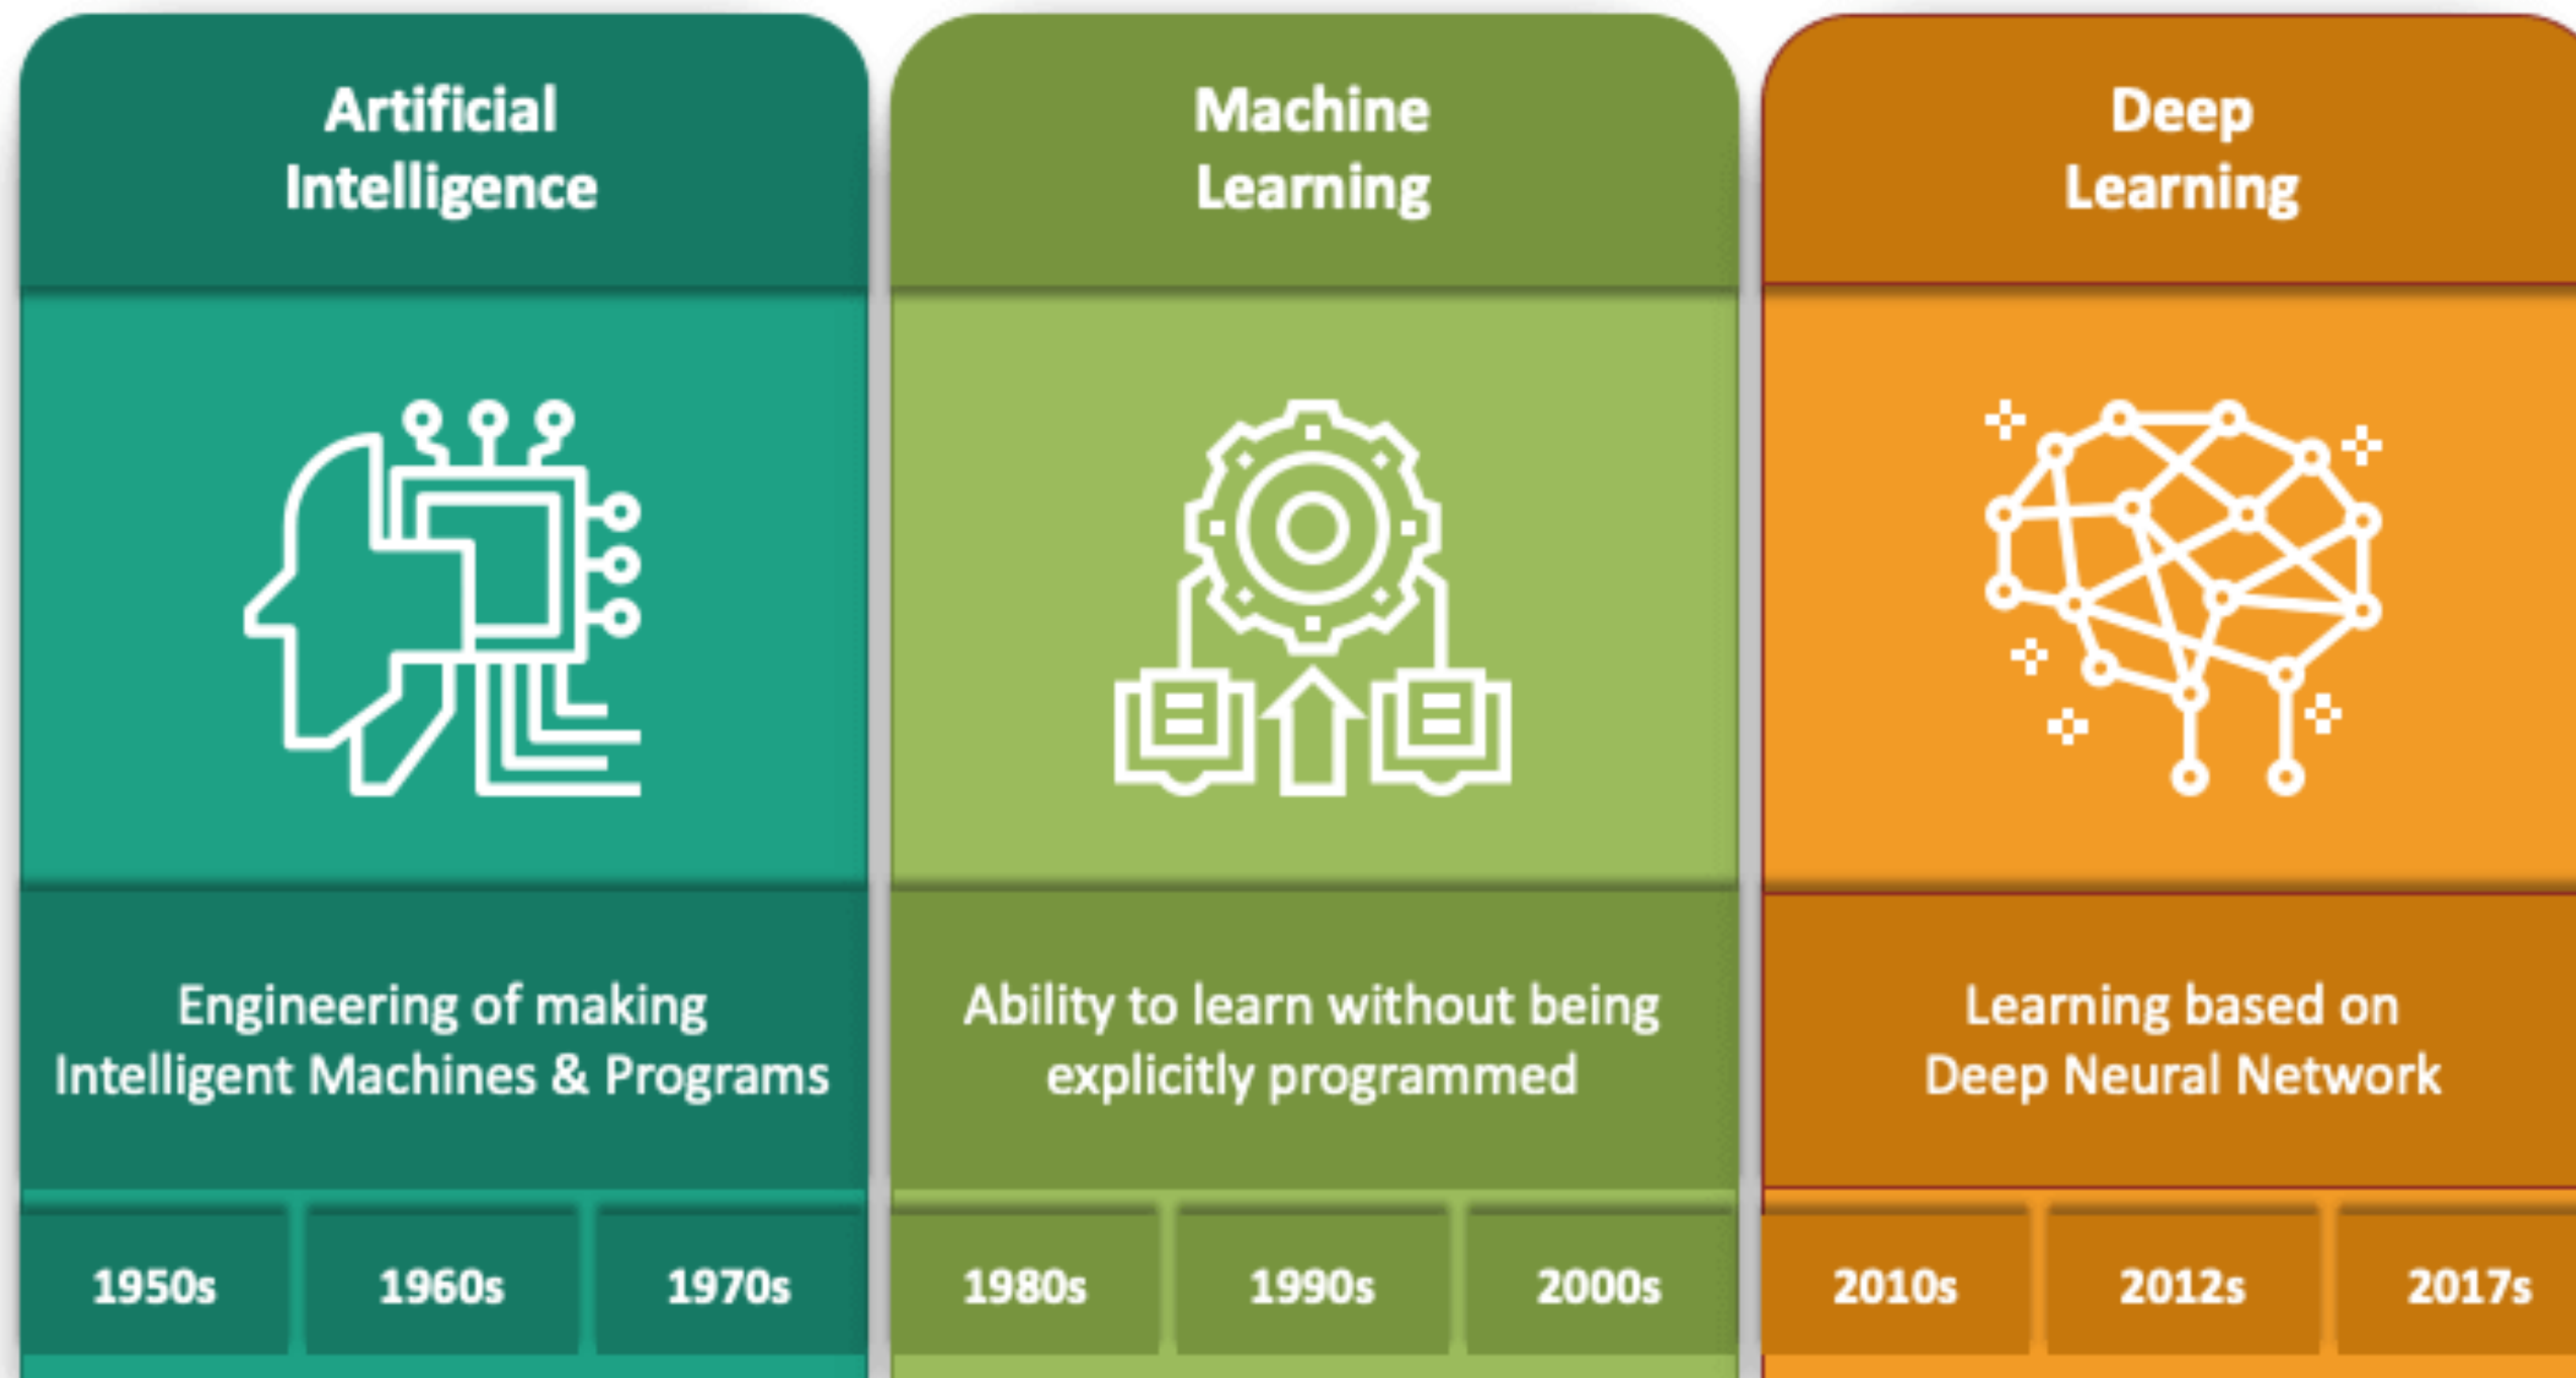 Artificial
Intelligence
Machine
Learning
Deep
Learning
Engineering of making
Intelligent Machines & Programs
Ability to learn without being
explicitly programmed
Learning based on
Deep Neural Network
1950s
1960s
1970s
1980s
1990s
2000s
2010s
2012s
2017s